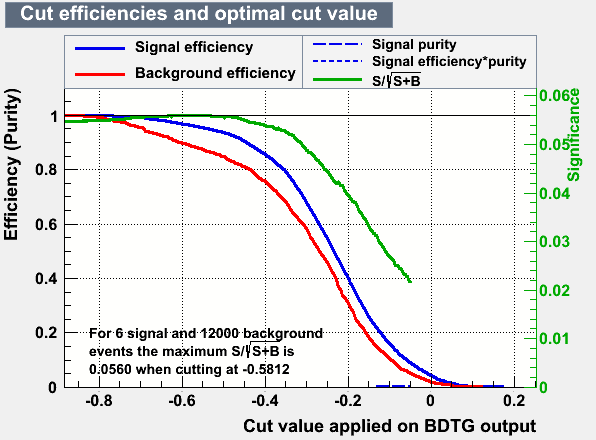 Cut efficiencies and optimal cut value
Signal efficiency
Background efficiency
Signal purity
Signal efficiency*purity
S/√S+B
Efficiency (Purity)
1
0.8
0.6
0.4
0.2
0
0.06
0.05
0.04
0.03
0.02
0.01
0
Significance
For 6 signal and 12000 background
events the maximum S/√S+B is
0.0560 when cutting at -0.5812
-0.8 -0.6 -0.4 -0.2 0 0.2
Cut value applied on BDTG output